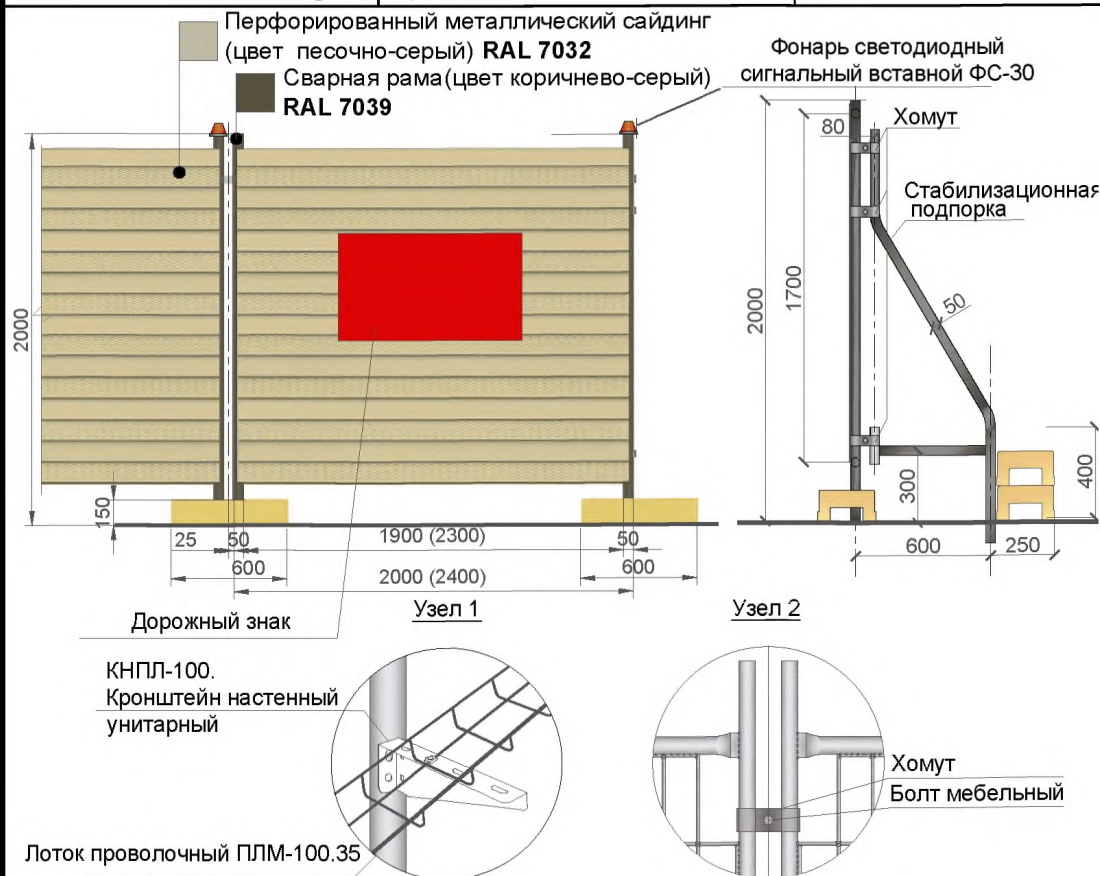 Перфорированный металлический сайдинг
(цвет песочно-серый) RAL 7032
Сварная рама(цвет коричнево-серый)
RAL 7039
Фонарь светодиодный
сигнальный вставной ФС-30
80
Хомут
Стабилизационная
подпорка
2000
2000
1700
50
150
300
400
25
50
1900 (2300)
50
600
250
600
2000 (2400)
600
Дорожный знак
Узел 1
Узел 2
КНПЛ-100.
Кронштейн настенный
унитарный
Хомут
Болт мебельный
Лоток проволочный ПЛМ-100.35